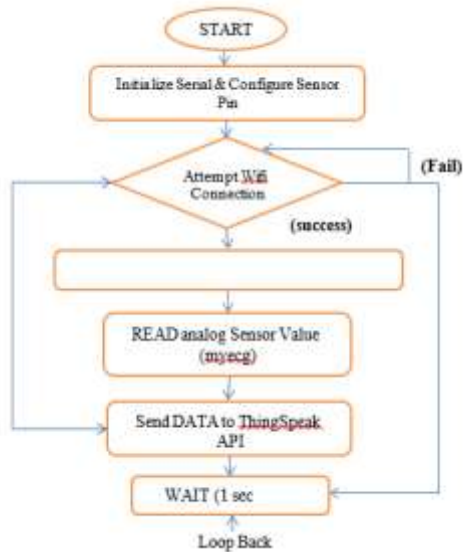 START
Initialize Serial & Configure Sensor
Pin
Attempt Wifi
Connection
(Fail)
(success)
READ analog Sensor Value
(myecg)
Send DATA to ThingSpeak
API
WAIT (1 sec
Loop Back